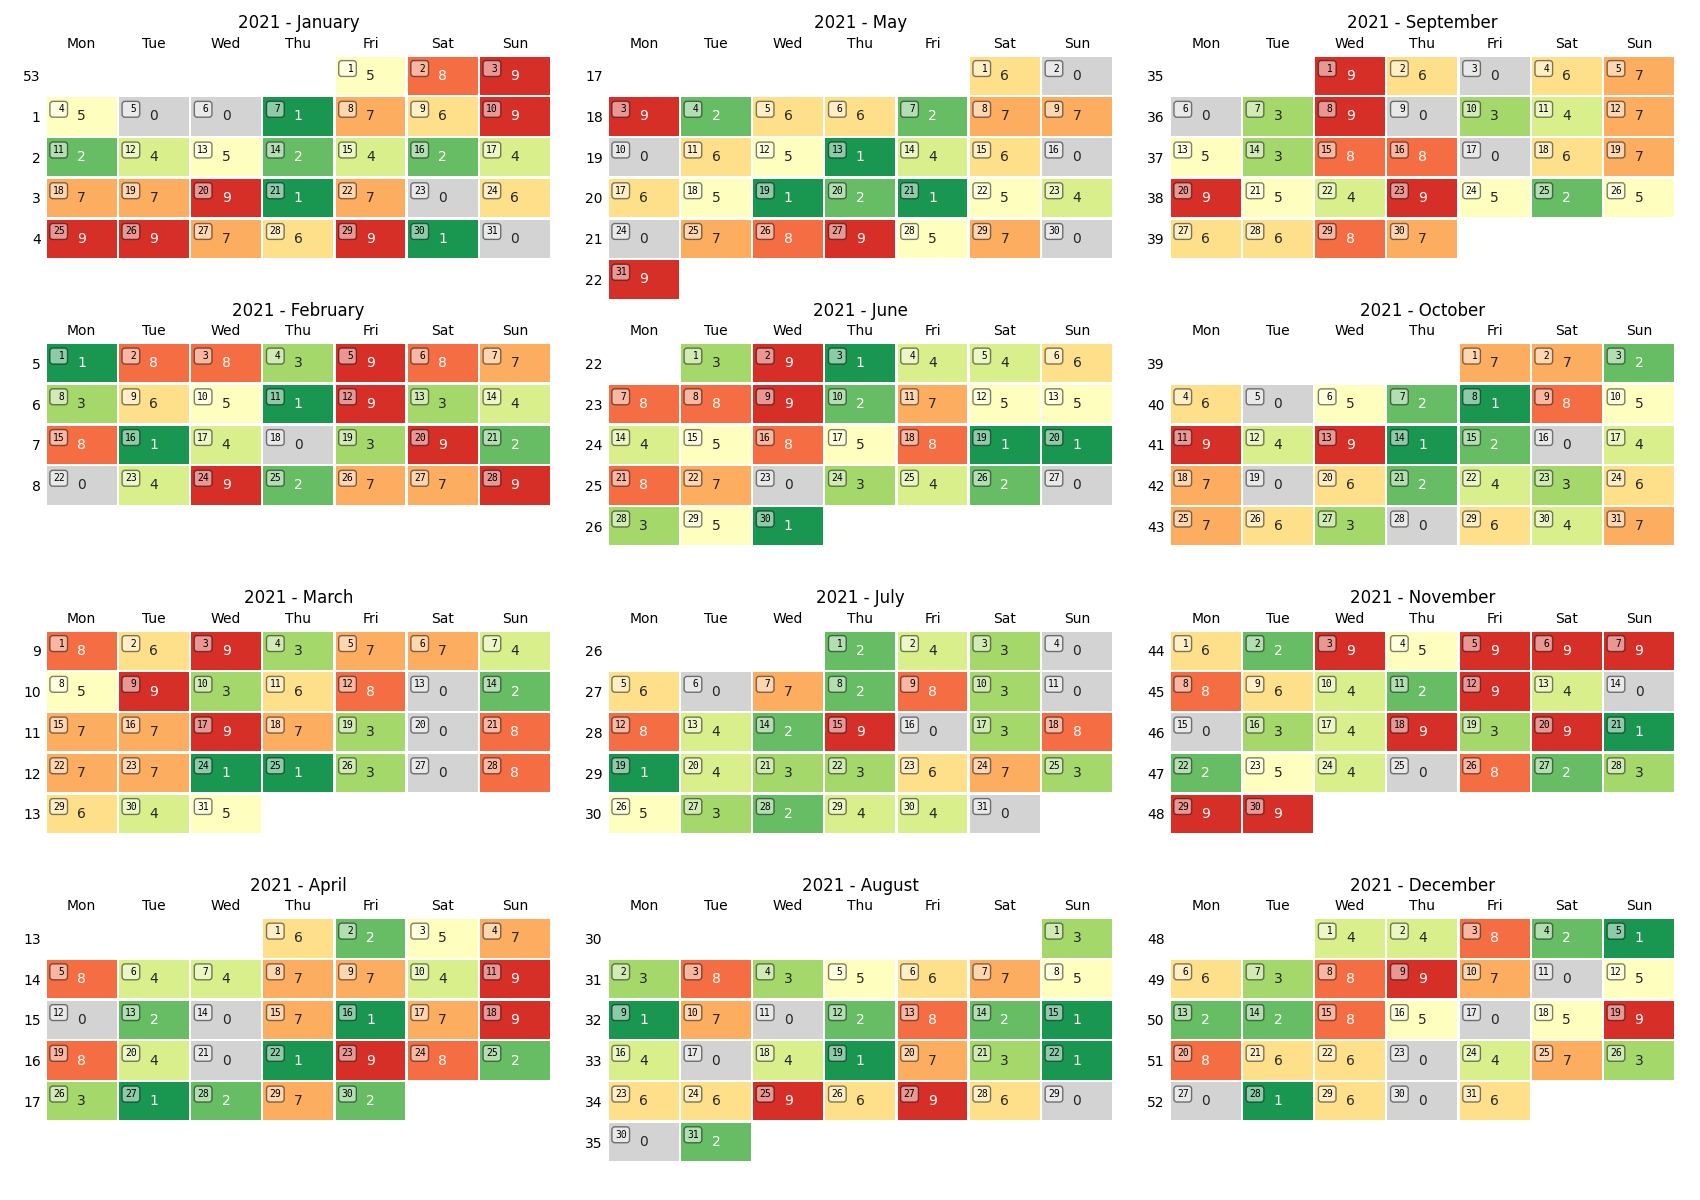 2021 - January
Mon Tue Wed Thu Fri Sat Sun
53 1 5 2 8 3 9
1 4 5 5 0 6 0 7 1 8 7 9 6 10 9
2 11 2 12 4 13 5 14 2 15 4 16 2 17 4
3 18 7 19 7 20 9 21 1 22 7 23 0 24 6
4 25 9 26 9 27 7 28 6 29 9 30 1 31 0
2021 - February
Mon Tue Wed Thu Fri Sat Sun
5 1 1 2 8 3 8 4 3 5 9 6 8 7 7
6 8 3 9 6 10 5 11 1 12 9 13 3 14 4
7 15 8 16 1 17 4 18 0 19 3 20 9 21 2
8 22 0 23 4 24 9 25 2 26 7 27 7 28 9
2021 - March
Mon Tue Wed Thu Fri Sat Sun
9 1 8 2 6 3 9 4 3 5 7 6 7 7 4
10 8 5 9 9 10 3 11 6 12 8 13 0 14 2
11 15 7 16 7 17 9 18 7 19 3 20 0 21 8
12 22 7 23 7 24 1 25 1 26 3 27 0 28 8
13 29 6 30 4 31 5
2021 - April
Mon Tue Wed Thu Fri Sat Sun
13 1 6 2 2 3 5 4 7
14 5 8 6 4 7 4 8 7 9 7 10 4 11 9
15 12 0 13 2 14 0 15 7 16 1 17 7 18 9
16 19 8 20 4 21 0 22 1 23 9 24 8 25 2
17 26 3 27 1 28 2 29 7 30 2
2021 - May
Mon Tue Wed Thu Fri Sat Sun
17 1 6 2 0
18 3 9 4 2 5 6 6 6 7 2 8 7 9 7
19 10 0 11 6 12 5 13 1 14 4 15 6 16 0
20 17 6 18 5 19 1 20 2 21 1 22 5 23 4
21 24 0 25 7 26 8 27 9 28 5 29 7 30 0
22 31 9
2021 - June
Mon Tue Wed Thu Fri Sat Sun
22 1 3 2 9 3 1 4 4 5 4 6 6
23 7 8 8 8 9 9 10 2 11 7 12 5 13 5
24 14 4 15 5 16 8 17 5 18 8 19 1 20 1
25 21 8 22 7 23 0 24 3 25 4 26 2 27 0
26 28 3 29 5 30 1
2021 - July
Mon Tue Wed Thu Fri Sat Sun
26 1 2 2 4 3 3 4 0
27 5 6 6 0 7 7 8 2 9 8 10 3 11 0
28 12 8 13 4 14 2 15 9 16 0 17 3 18 8
29 19 1 20 4 21 3 22 3 23 6 24 7 25 3
30 26 5 27 3 28 2 29 4 30 4 31 0
2021 - August
Mon Tue Wed Thu Fri Sat Sun
30 1 3
31 2 3 3 8 4 3 5 5 6 6 7 7 8 5
32 9 1 10 7 11 0 12 2 13 8 14 2 15 1
33 16 4 17 0 18 4 19 1 20 7 21 3 22 1
34 23 6 24 6 25 9 26 6 27 9 28 6 29 0
35 30 0 31 2
2021 - September
Mon Tue Wed Thu Fri Sat Sun
35 1 9 2 6 3 0 4 6 5 7
36 6 0 7 3 8 9 9 0 10 3 11 4 12 7
37 13 5 14 3 15 8 16 8 17 0 18 6 19 7
38 20 9 21 5 22 4 23 9 24 5 25 2 26 5
39 27 6 28 6 29 8 30 7
2021 - October
Mon Tue Wed Thu Fri Sat Sun
39 1 7 2 7 3 2
40 4 6 5 0 6 5 7 2 8 1 9 8 10 5
41 11 9 12 4 13 9 14 1 15 2 16 0 17 4
42 18 7 19 0 20 6 21 2 22 4 23 3 24 6
43 25 7 26 6 27 3 28 0 29 6 30 4 31 7
2021 - November
Mon Tue Wed Thu Fri Sat Sun
44 1 6 2 2 3 9 4 5 5 9 6 9 7 9
45 8 8 9 6 10 4 11 2 12 9 13 4 14 0
46 15 0 16 3 17 4 18 9 19 3 20 9 21 1
47 22 2 23 5 24 4 25 0 26 8 27 2 28 3
48 29 9 30 9
2021 - December
Mon Tue Wed Thu Fri Sat Sun
48 1 4 2 4 3 8 4 2 5 1
49 6 6 7 3 8 8 9 9 10 7 11 0 12 5
50 13 2 14 2 15 8 16 5 17 0 18 5 19 9
51 20 8 21 6 22 6 23 0 24 4 25 7 26 3
52 27 0 28 1 29 6 30 0 31 6